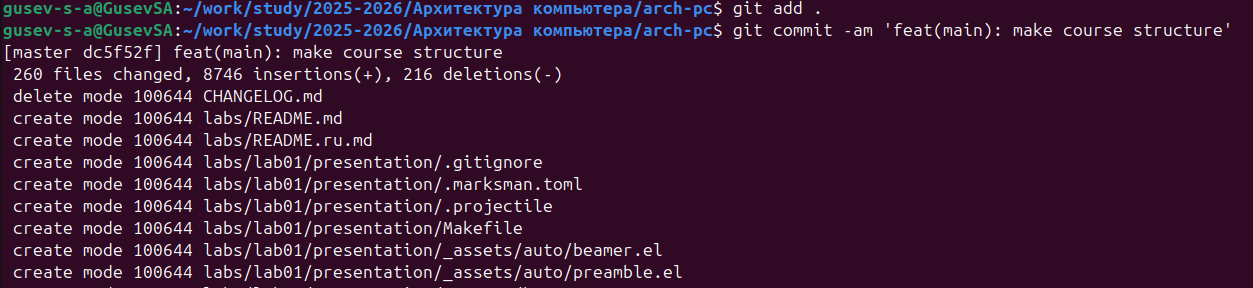 gusev-s-a@GusevSA:~/work/study/2025-2026/Архитектура компьютера/arch-pc$ git add .
gusev-s-a@GusevSA:~/work/study/2025-2026/Архитектура компьютера/arch-pc$ git commit -am 'feat(main): make course structure'
[master dc5f52f] feat(main): make course structure
 260 files changed, 8746 insertions(+), 216 deletions(-)
 delete mode 100644 CHANGELOG.md
 create mode 100644 labs/README.md
 create mode 100644 labs/README.ru.md
 create mode 100644 labs/lab01/presentation/.gitignore
 create mode 100644 labs/lab01/presentation/.marksman.toml
 create mode 100644 labs/lab01/presentation/.projectile
 create mode 100644 labs/lab01/presentation/Makefile
 create mode 100644 labs/lab01/presentation/_assets/auto/beamer.el
 create mode 100644 labs/lab01/presentation/_assets/auto/preamble.el